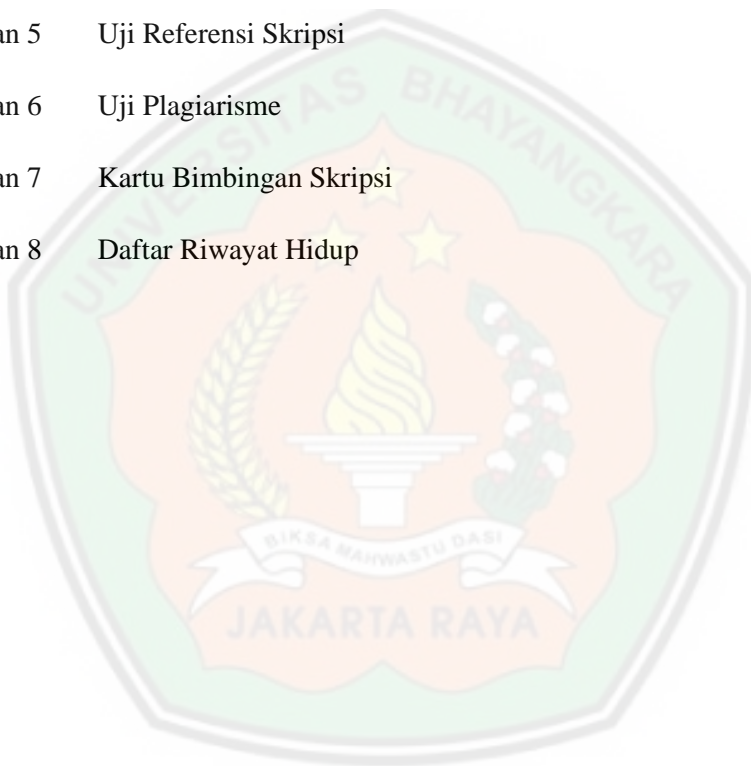 an 5 Uji Referensi Skripsi
an 6 Uji Plagiarisme
an 7 Kartu Bimbingan Skripsi
an 8 Daftar Riwayat Hidup
UNIVERSITAS BHAYANGKARA
BIKSA MAHWASTU DASI
JAKARTA RAYA